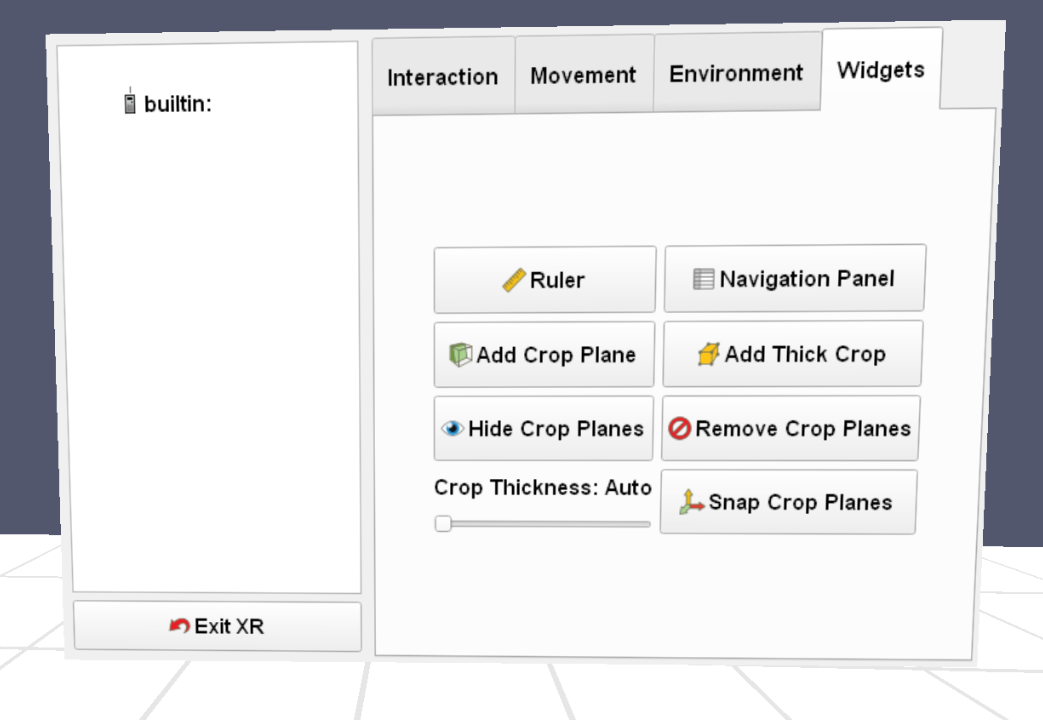 builtin:
Exit XR
Interaction
Movement
Environment
Widgets
Ruler
Navigation Panel
Add Crop Plane
Add Thick Crop
Hide Crop Planes
Remove Crop Planes
Crop Thickness: Auto
Snap Crop Planes